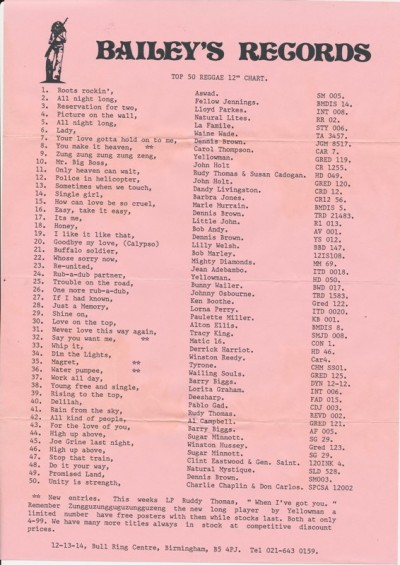 BAILEY'S RECORDS
TOP 50 REGGAE 12" CHART.
1. Roots rockin', Aswad. SM 005.
2. All night long, Fellow Jennings. BMDIS 14.
3. Reservation for two, Lloyd Parkes. INT 008.
4. Picture on the wall, Natural Lites. RR 02.
5. All night long, La Famile. STY 006.
6. Lady, Waine Wade. TA 3457.
7. Your love gotta hold on to me, Dennis Brown. JGM 8517.
8. You make it heaven, ** Carol Thompson. CAR 7.
9. Zung zung zung zung zeng, Yellowman. GRED 119.
10. Mr. Big Boss, John Holt CR 1255.
11. Only heaven can wait, Rudy Thomas & Susan Cadogan. HD 049.
12. Police in helicopter, John Holt. GRED 120.
13. Sometimes when we touch, Dandy Livingston. CBD 12.
14. Single girl, Barbra Jones. CR12 56.
15. How can love be so cruel, Marie Murrain. BMDIS 5.
16. Easy, take it easy, Dennis Brown. TRD 21483.
17. Its me, Little John. R1 013.
18. Honey, Bob Andy. AV 001.
19. I like it like that, Dennis Brown. YS 012.
20. Goodbye my love, (Calypso) Lilly Welsh. BBD 147.
21. Buffalo soldier, Bob Marley. 12IS108.
22. Whose sorry now, Mighty Diamonds. MM 69.
23. Re-united, Jean Adebambo. ITD 0018.
24. Rub-a-dub partner, Yellowman. HD 050.
25. Trouble on the road, Bunny Wailer. BWD 017.
26. One more rub-a-dub, Johnny Osbourne. TRD 1583.
27. If I had known, Ken Boothe. Gred 122.
28. Just a Memory, Lorna Perry. ITD 0020.
29. Shine on, Paulette Miller. KB 001.
30. Love on the top, Alton Ellis. BMDIS 8.
31. Never love this way again, Tracy King. SMJD 008.
32. Say you want me, ** Matic 16. CON 1.
33. Whip it, Derrick Harriot. HD 46.
34. Dim the Lights, Winston Reedy. Car4.
35. Magret, ** Tyrone. CHM SS01.
36. Water pumpee, ** Wailing Souls. GRED 125.
37. Work all day, Barry Biggs. DYN 12-12.
38. Young free and single, Lorita Graham. INT 006.
39. Rising to the top, Deesharp. FAD 015.
40. Delilah, Pablo Gad. CDJ 003.
41. Rain from the sky, Rudy Thomas. REVD 002.
42. All kind of people, Al Campbell. GRED 121.
43. For the love of you, Barry Biggs. AF 005.
44. High up above, Sugar Minnott. SG 29.
45. Joe Grine last night, Winston Hussey. Gred 123.
46. High up above, Sugar Minnott. SG 29.
47. Stop that train, Clint Eastwood & Gen. Saint. 120INK 4.
48. Do it your way, Natural Mystique. SLD 528.
49. Promised Land, Dennis Brown. SM003.
50. Unity is strength, Charlie Chaplin & Don Carlos. SPCSA 12002
** New entries. This weeks LP Ruddy Thomas, " When I've got you. "
Remember Zungguzungguguzungguzeng the new long player by Yellowman a
limited number have free posters with them while stocks last. Both at only
4-99. We have many more titles always in stock at competitive discount
prices.
12-13-14, Bull Ring Centre, Birmingham, B5 4PJ. Tel 021-643 0159.